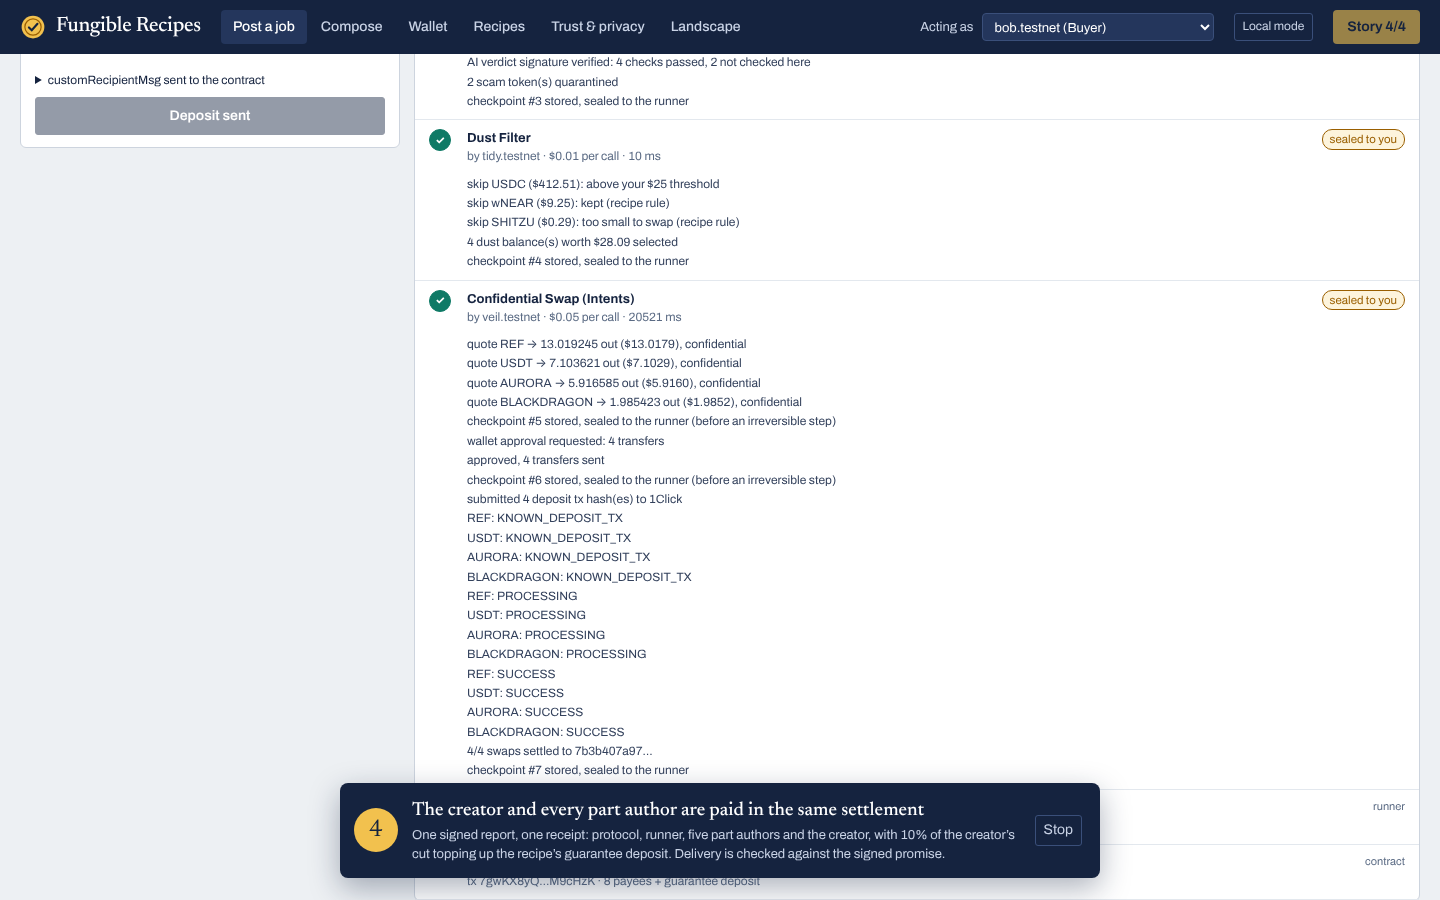 Fungible Recipes
Post a job
Compose
Wallet
Recipes
Trust & privacy
Landscape
Acting as
bob.testnet (Buyer)
Local mode
Story 4/4
customRecipientMsg sent to the contract
Deposit sent
AI verdict signature verified: 4 checks passed, 2 not checked here
2 scam token(s) quarantined
checkpoint #3 stored, sealed to the runner
Dust Filter
sealed to you
by tidy.testnet · $0.01 per call · 10 ms
skip USDC ($412.51): above your $25 threshold
skip wNEAR ($9.25): kept (recipe rule)
skip SHITZU ($0.29): too small to swap (recipe rule)
4 dust balance(s) worth $28.09 selected
checkpoint #4 stored, sealed to the runner
Confidential Swap (Intents)
sealed to you
by veil.testnet · $0.05 per call · 20521 ms
quote REF → 13.019245 out ($13.0179), confidential
quote USDT → 7.103621 out ($7.1029), confidential
quote AURORA → 5.916585 out ($5.9160), confidential
quote BLACKDRAGON → 1.985423 out ($1.9852), confidential
checkpoint #5 stored, sealed to the runner (before an irreversible step)
wallet approval requested: 4 transfers
approved, 4 transfers sent
checkpoint #6 stored, sealed to the runner (before an irreversible step)
submitted 4 deposit tx hash(es) to 1Click
REF: KNOWN_DEPOSIT_TX
USDT: KNOWN_DEPOSIT_TX
AURORA: KNOWN_DEPOSIT_TX
BLACKDRAGON: KNOWN_DEPOSIT_TX
REF: PROCESSING
USDT: PROCESSING
AURORA: PROCESSING
BLACKDRAGON: PROCESSING
REF: SUCCESS
USDT: SUCCESS
AURORA: SUCCESS
BLACKDRAGON: SUCCESS
4/4 swaps settled to 7b3b407a97…
checkpoint #7 stored, sealed to the runner
runner
contract
4
The creator and every part author are paid in the same settlement
One signed report, one receipt: protocol, runner, five part authors and the creator, with 10% of the creator's
cut topping up the recipe's guarantee deposit. Delivery is checked against the signed promise.
Stop
tx 7gwKX8yQ…M9cHzK · 8 payees + guarantee deposit